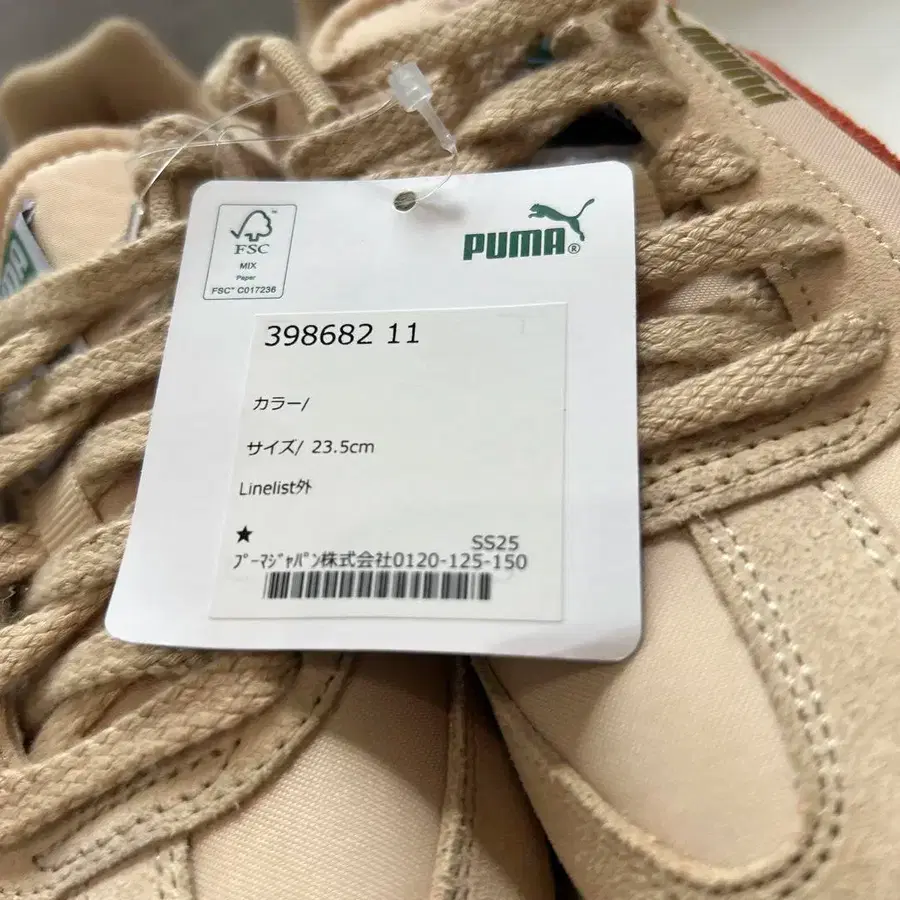 FSC
MIX
Paper
FSC® C017236
PUMA®
398682 11
カラー/
サイズ/ 23.5cm
Linelist外
★
SS25
ﾌﾟｰﾏｼﾞｬﾊﾟﾝ株式会社0120-125-150